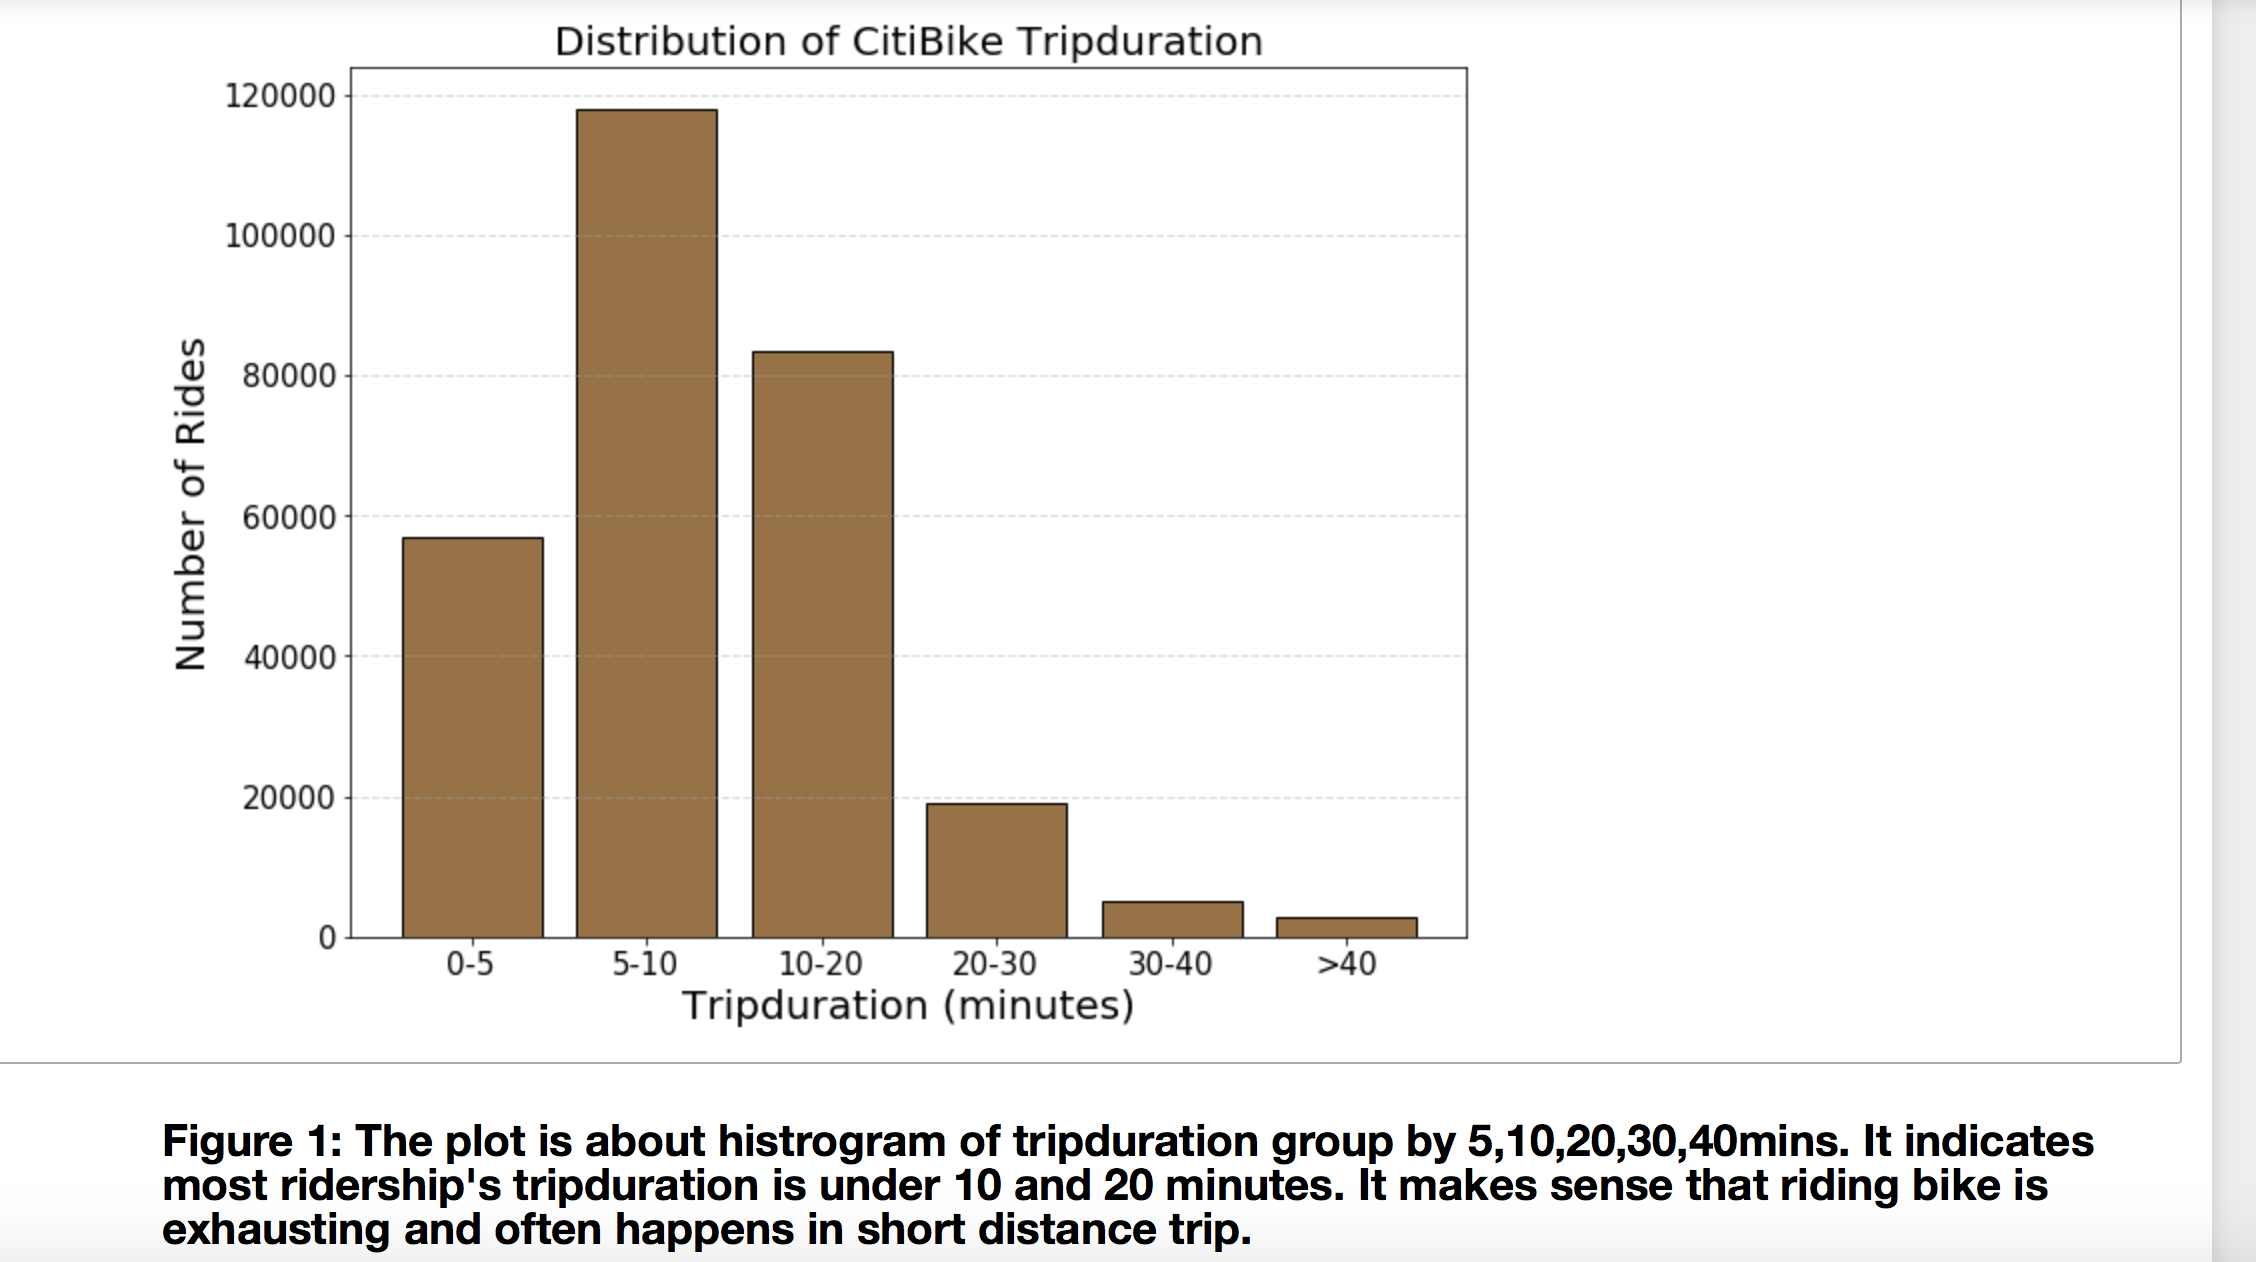 Distribution of CitiBike Tripduration
120000
100000
80000
60000
40000
20000
0
Number of Rides
0-5 5-10 10-20 20-30 30-40 >40
Tripduration (minutes)
Figure 1: The plot is about histrogram of tripduration group by 5,10,20,30,40mins. It indicates
most ridership's tripduration is under 10 and 20 minutes. It makes sense that riding bike is
exhausting and often happens in short distance trip.